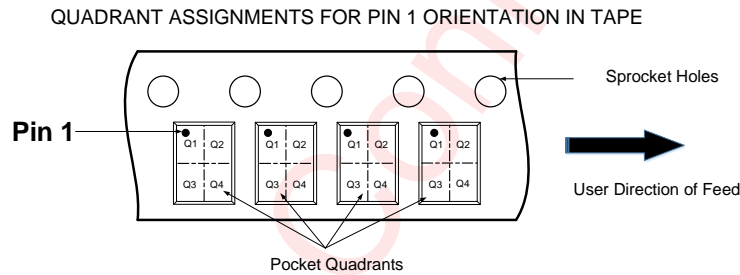 QUADRANT ASSIGNMENTS FOR PIN 1 ORIENTATION IN TAPE
Sprocket Holes
Pin 1
Q1 Q2 Q1 Q2 Q1 Q2 Q1 Q2
Q3 Q4 Q3 Q4 Q3 Q4 Q3 Q4
User Direction of Feed
Pocket Quadrants